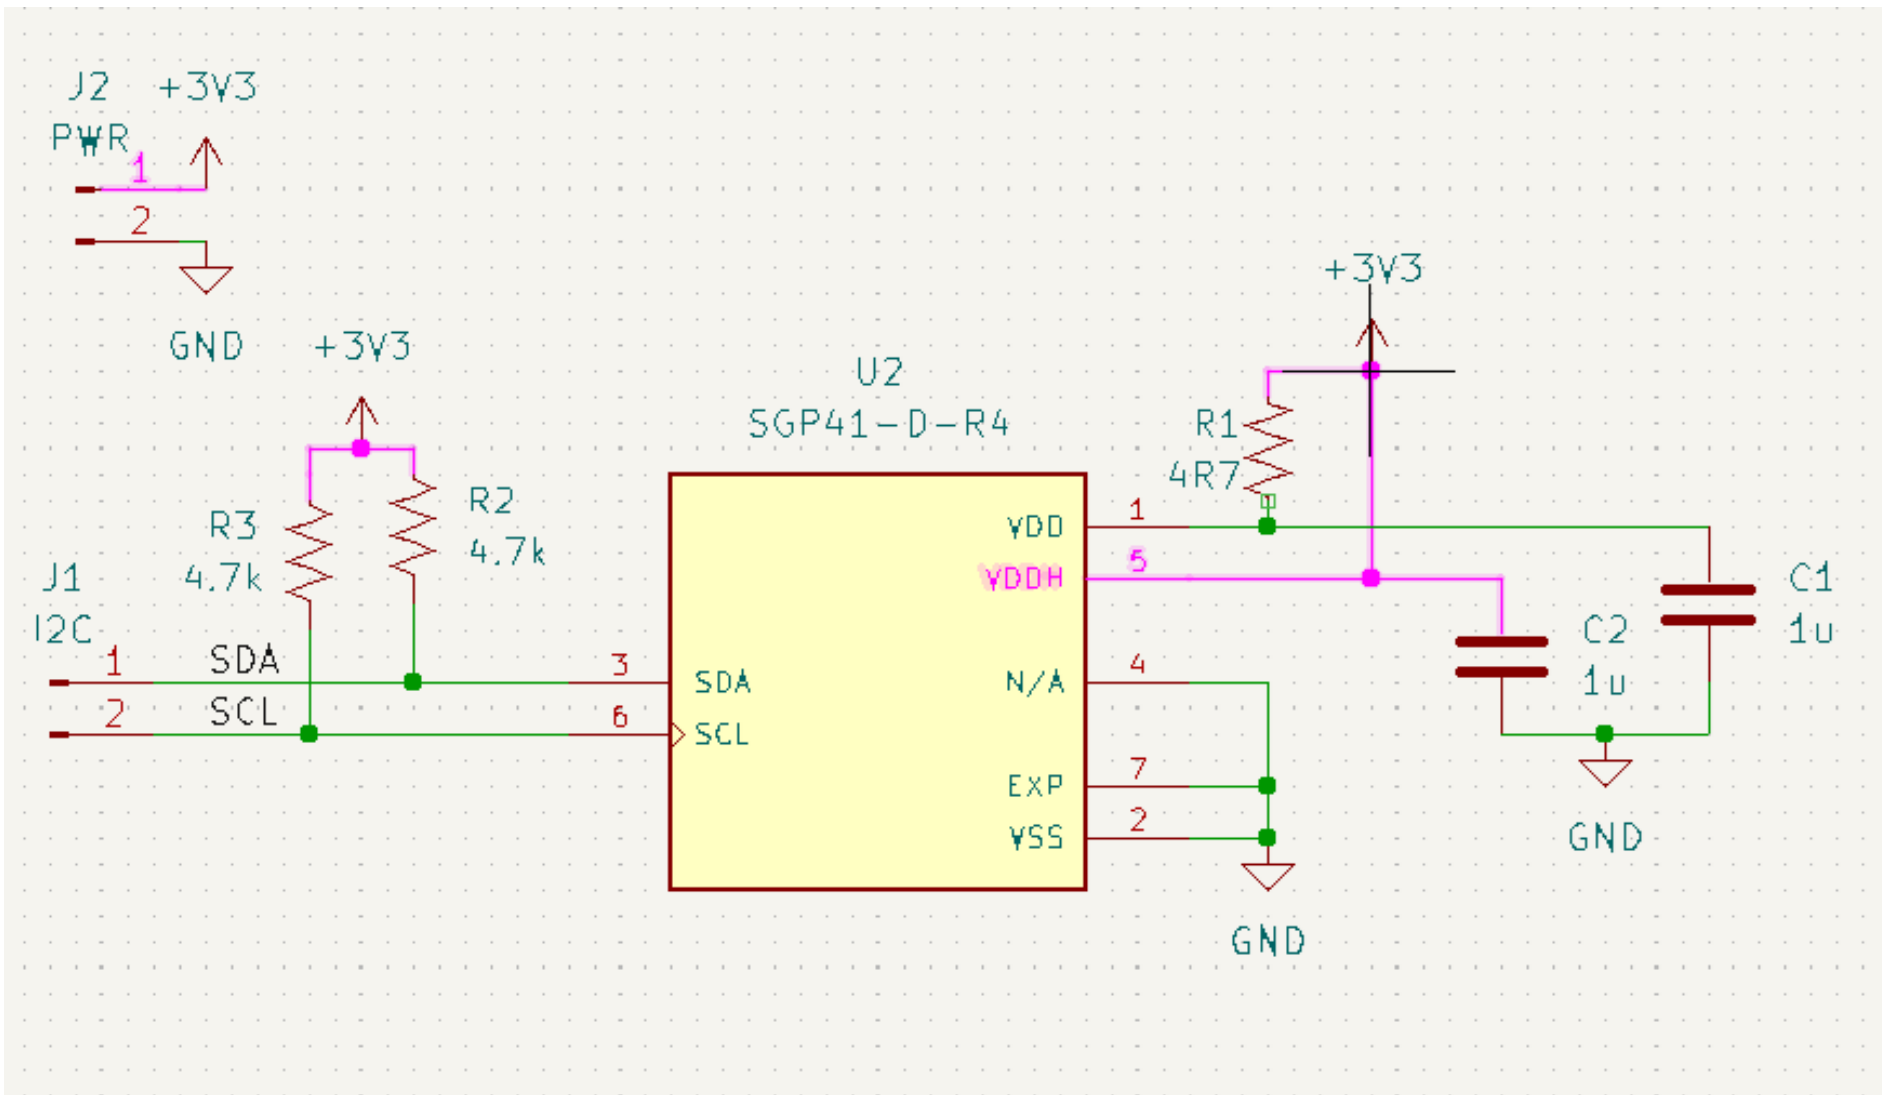 J2 +3V3
PWR
1
2
GND
+3V3
+3V3
U2
SGP41-D-R4
R1
4R7
R2
4.7k
R3
4.7k
J1
I2C
1 SDA
2 SCL
3 SDA
6 SCL
VDD 1
VDDH 5
N/A 4
EXP 7
VSS 2
GND
C1
1u
C2
1u
GND